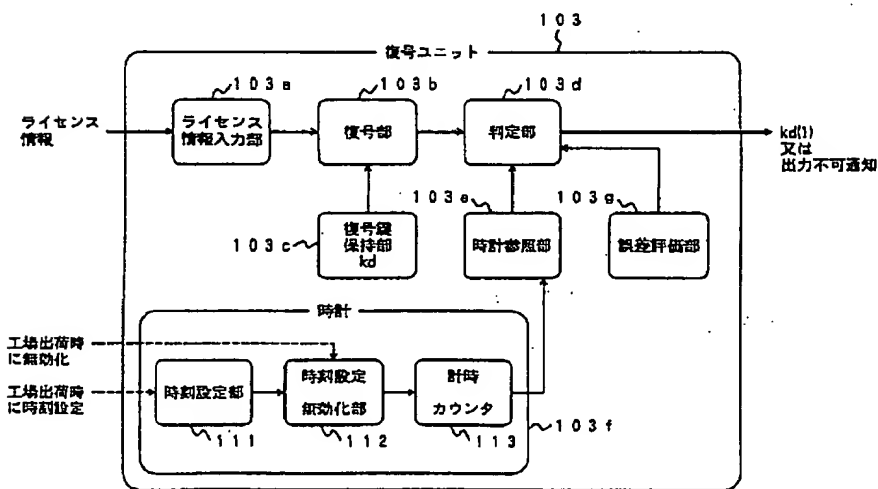 103
復号ユニット
103a
103b
103d
ライセンス
情報
ライセンス
情報入力部
復号部
判定部
kd(1)
又は
出力不可通知
103e
103g
103c
復号鍵
保持部
kd
時計参照部
誤差評価部
時計
工場出荷時
に無効化
工場出荷時
に時刻設定
時刻設定部
時刻設定
無効化部
計時
カウンタ
111
112
113
103f